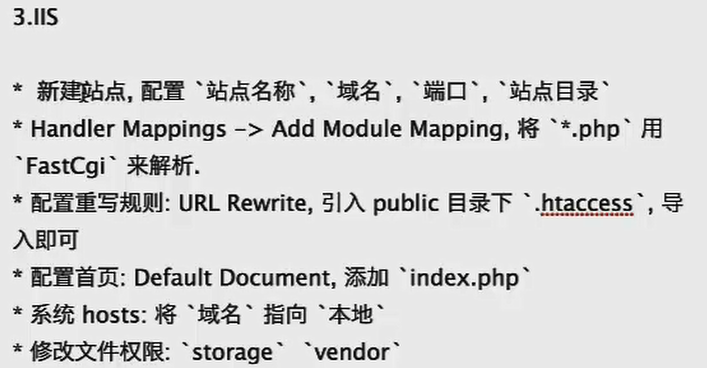 3.IIS
* 新建站点, 配置 `站点名称`, `域名`, `端口`, `站点目录`
* Handler Mappings -> Add Module Mapping, 将 `*.php` 用
`FastCgi` 来解析.
* 配置重写规则: URL Rewrite, 引入 public 目录下 `.htaccess`, 导
入即可
* 配置首页: Default Document, 添加 `index.php`
* 系统 hosts: 将 `域名` 指向 `本地`
* 修改文件权限: `storage` `vendor`